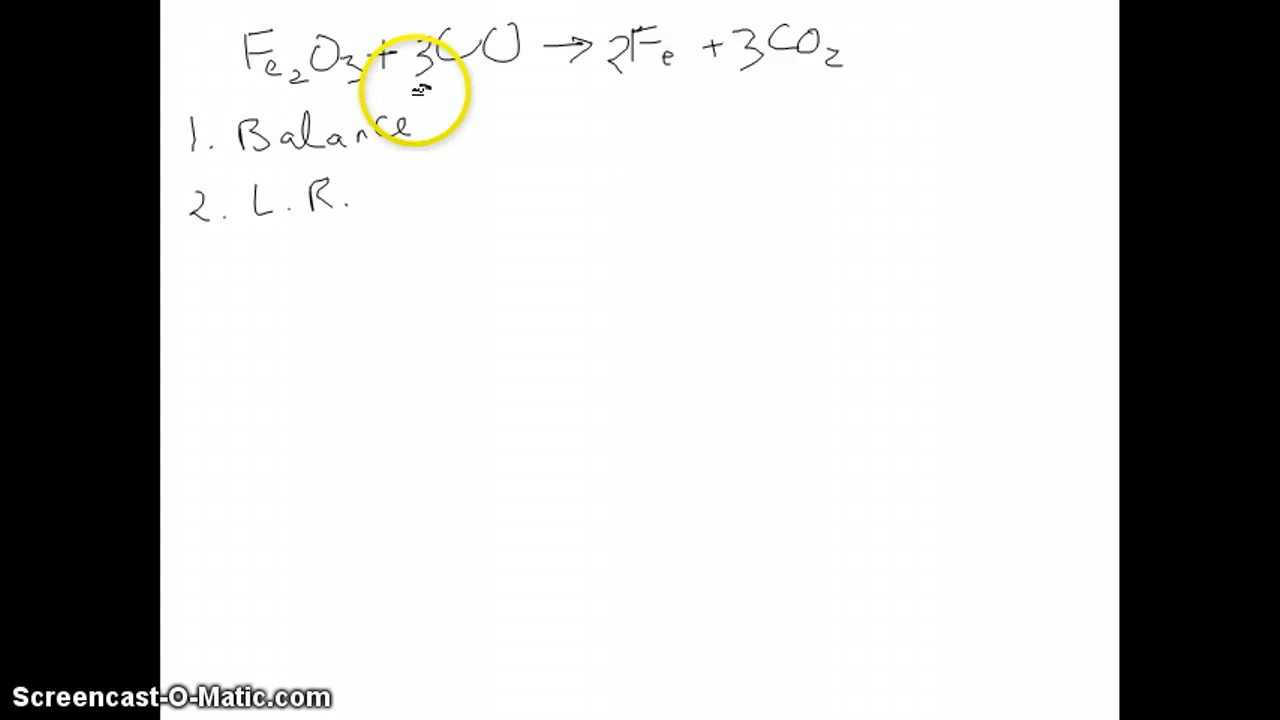 Fe₂O₃ + 3CO → 2Fe + 3CO₂
1. Balance
2. L.R.
Screencast-O-Matic.com